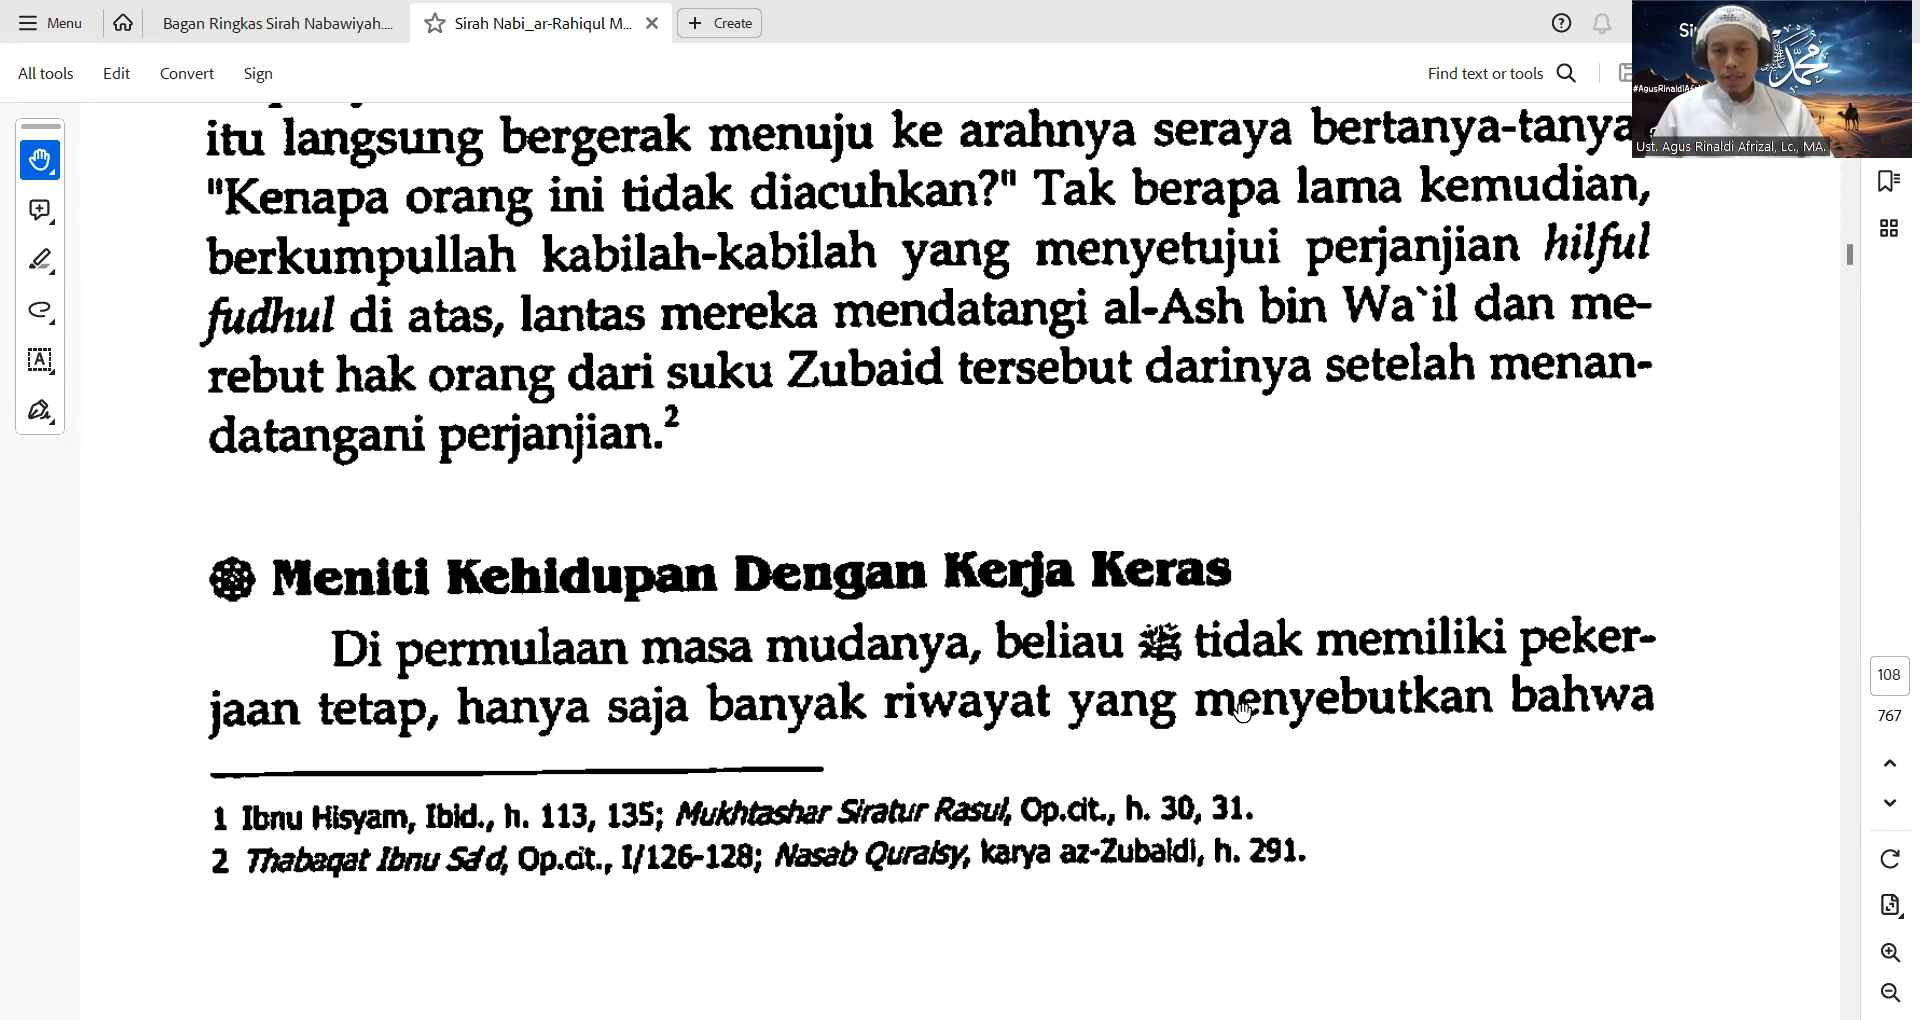 Menu
Bagan Ringkas Sirah Nabawiyah....
Sirah Nabi_ar-Rahiqul M...
Create
All tools
Edit
Convert
Sign
Find text or tools
#AgusRinaldiAf
Ust. Agus Rinaldi Afrizal, Lc., MA.
محمد
itu langsung bergerak menuju ke arahnya seraya bertanya-tanya
"Kenapa orang ini tidak diacuhkan?" Tak berapa lama kemudian,
berkumpullah kabilah-kabilah yang menyetujui perjanjian hilful
fudhul di atas, lantas mereka mendatangi al-Ash bin Wa`il dan me-
rebut hak orang dari suku Zubaid tersebut darinya setelah menan-
datangani perjanjian.2
Meniti Kehidupan Dengan Kerja Keras
Di permulaan masa mudanya, beliau ﷺ tidak memiliki peker-
jaan tetap, hanya saja banyak riwayat yang menyebutkan bahwa
1 Ibnu Hisyam, Ibid., h. 113, 135; Mukhtashar Siratur Rasul, Op.cit., h. 30, 31.
2 Thabaqat Ibnu Sa'd, Op.cit., I/126-128; Nasab Quraisy, karya az-Zubaidi, h. 291.
108
767